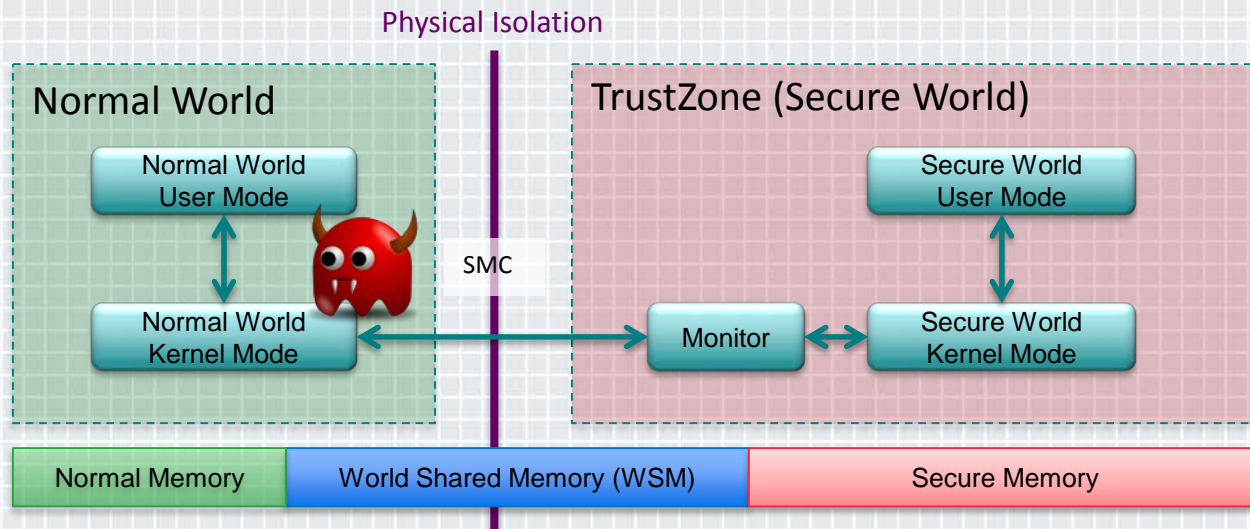 Physical Isolation
Normal World
TrustZone (Secure World)
Normal World
User Mode
Secure World
User Mode
SMC
Normal World
Kernel Mode
Monitor
Secure World
Kernel Mode
Normal Memory
World Shared Memory (WSM)
Secure Memory